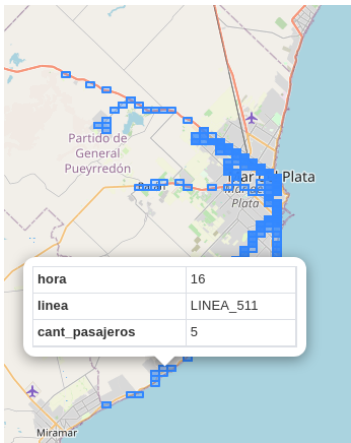 Partido de
General
Pueyrredón
Mar del Plata
Plata
hora 16
linea LINEA_511
cant_pasajeros 5
Miramar